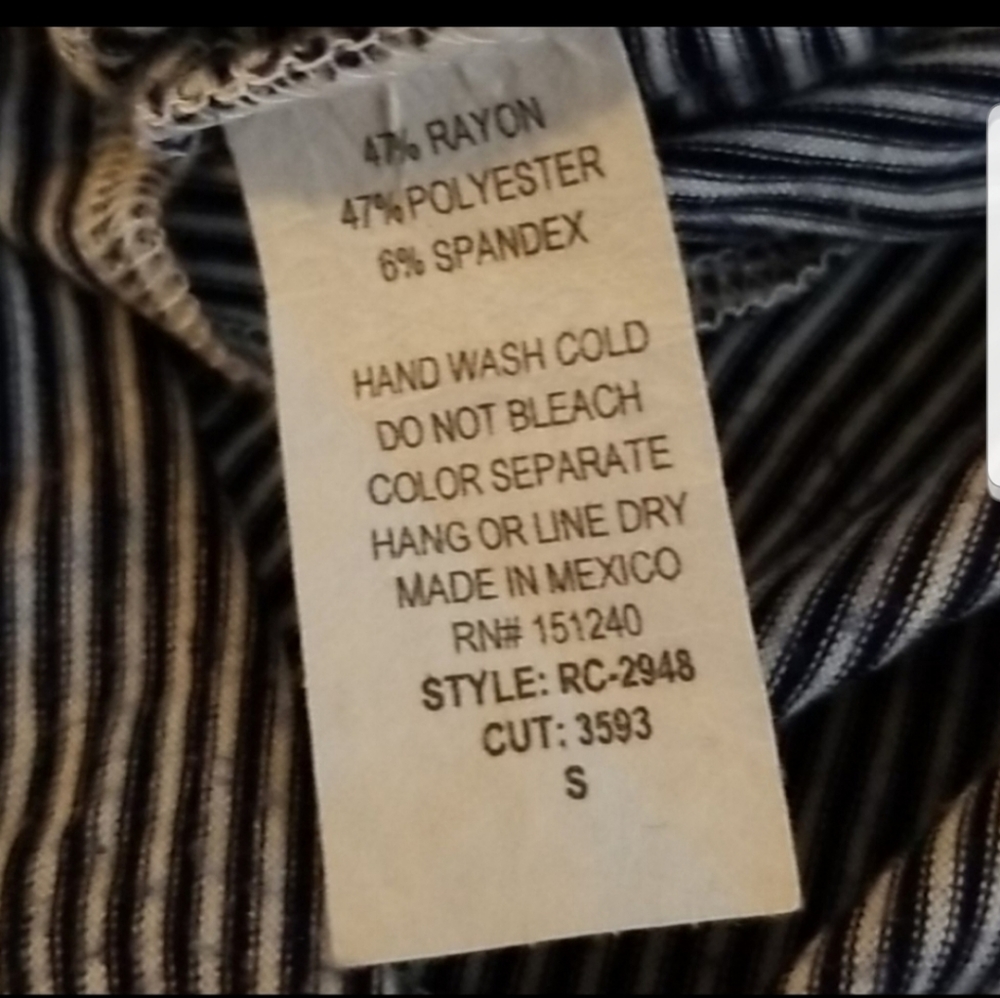 47% RAYON
47% POLYESTER
6% SPANDEX
HAND WASH COLD
DO NOT BLEACH
COLOR SEPARATE
HANG OR LINE DRY
MADE IN MEXICO
RN# 151240
STYLE: RC-2948
CUT: 3593
S